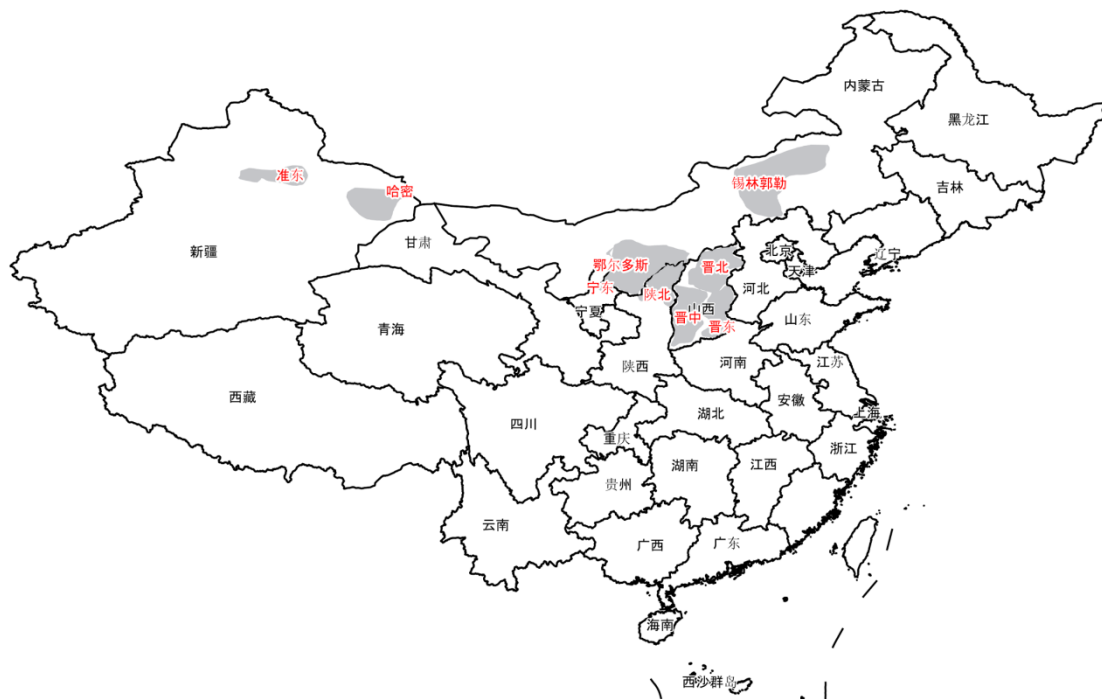 内蒙古
黑龙江
准东
哈密
锡林郭勒
吉林
新疆
甘肃
北京
辽宁
鄂尔多斯
晋北
天津
宁东
陕北
河北
宁夏
山西
晋中
晋东
山东
青海
陕西
河南
江苏
西藏
四川
安徽
湖北
上海
重庆
浙江
湖南
江西
贵州
云南
广西
广东
海南
西沙群岛